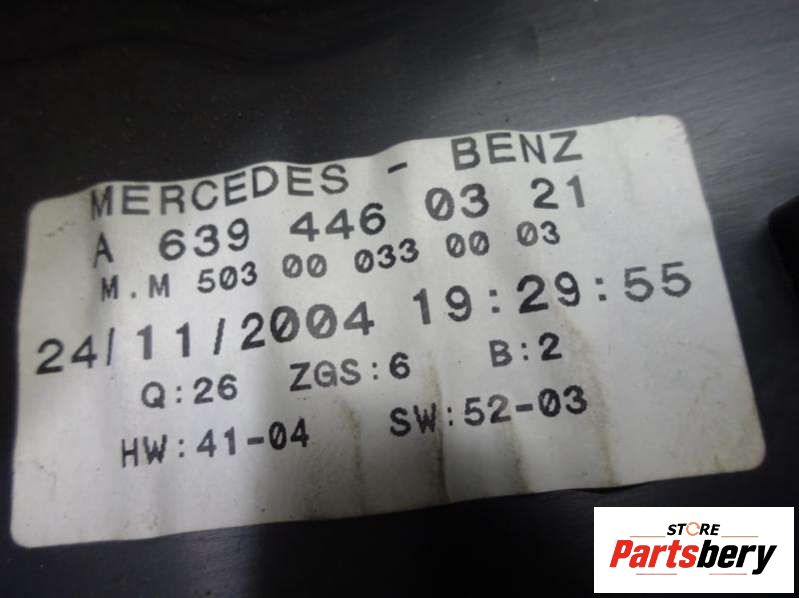 MERCEDES - BENZ
A 639 446 03 21
M.M 503 00 033 00 03
24/11/2004 19:29:55
Q:26 ZGS:6 B:2
HW:41-04 SW:52-03
STORE
Partsbery